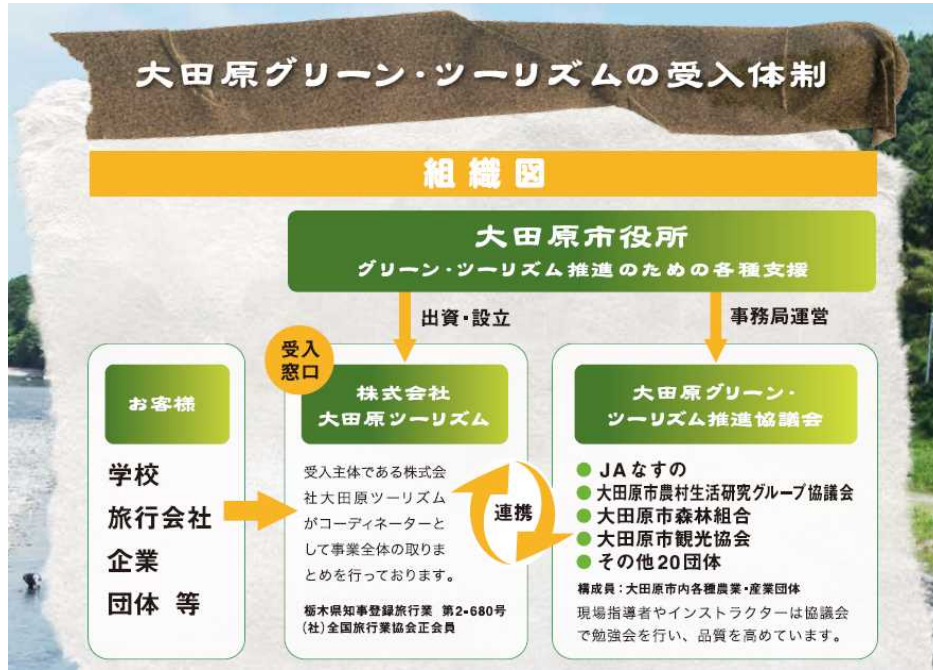 大田原グリーン・ツーリズムの受入体制
組織図
大田原市役所
グリーン・ツーリズム推進のための各種支援
出資・設立
事務局運営
お客様
学校
旅行会社
企業
団体 等
受入
窓口
株式会社
大田原ツーリズム
受入主体である株式会
社大田原ツーリズム
がコーディネーターと
して事業全体の取りま
とめを行っております。
栃木県知事登録旅行業 第2-680号
(社)全国旅行業協会正会員
連携
大田原グリーン・
ツーリズム推進協議会
● JAなすの
● 大田原市農村生活研究グループ協議会
● 大田原市森林組合
● 大田原市観光協会
● その他20団体
構成員：大田原市内各種農業・産業団体
現場指導者やインストラクターは協議会
で勉強会を行い、品質を高めています。